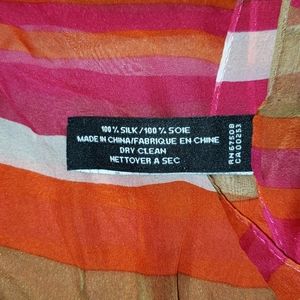 100% SILK/100% SOIE
MADE IN CHINA/FABRIQUE EN CHINE
DRY CLEAN
NETTOYER A SEC
RN 67508
CA 00253